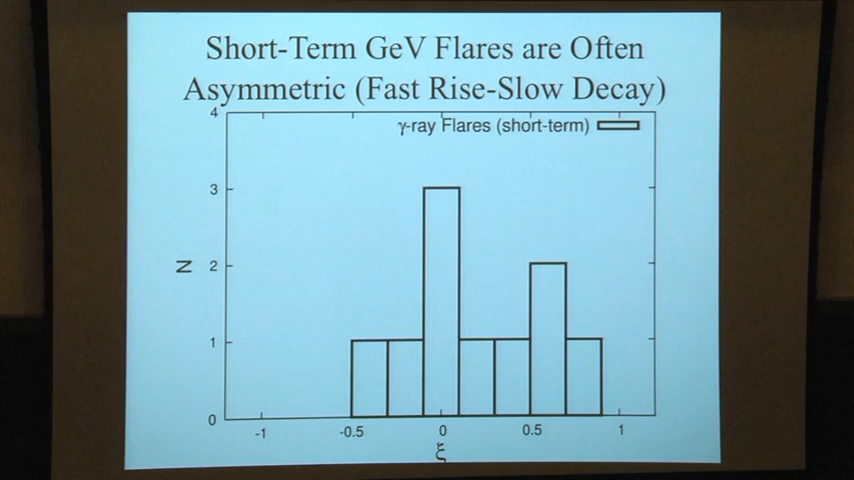 Short-Term GeV Flares are Often
Asymmetric (Fast Rise-Slow Decay)
γ-ray Flares (short-term)
4
3
2
1
0
N
-1 -0.5 0 0.5 1
ξ